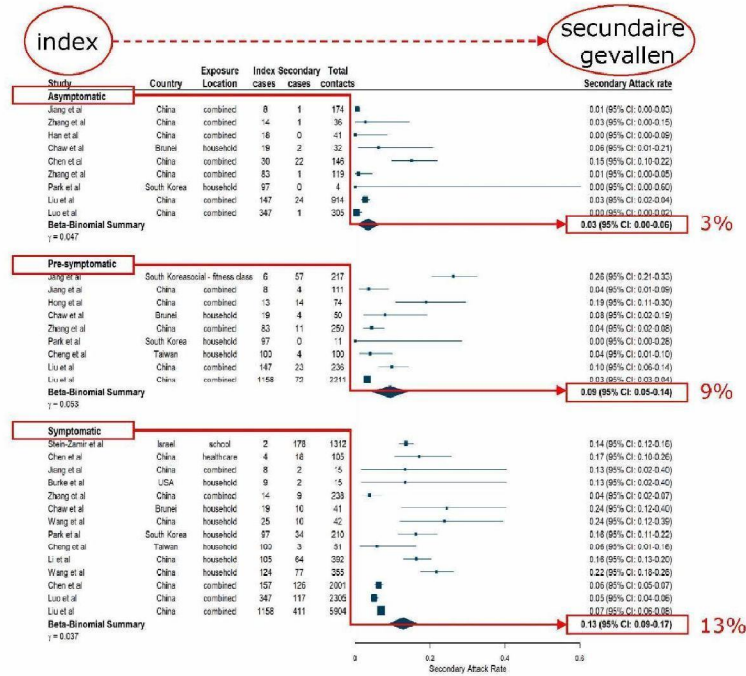 index
secundaire
gevallen
Study Country Exposure Location Index cases Secondary cases Total contacts Secondary Attack rate
Asymptomatic
Jiang et al China combined 8 1 174 0.01 (95% CI: 0.00-0.03)
Zhang et al China combined 14 1 36 0.03 (95% CI: 0.00-0.15)
Han et al China combined 18 0 41 0.00 (95% CI: 0.00-0.09)
Chaw et al Brunei household 19 2 32 0.06 (95% CI: 0.01-0.21)
Chen et al China combined 30 22 146 0.15 (95% CI: 0.10-0.22)
Zhang et al China combined 83 1 119 0.01 (95% CI: 0.00-0.05)
Park et al South Korea household 97 0 4 0.00 (95% CI: 0.00-0.60)
Liu et al China combined 147 24 914 0.03 (95% CI: 0.02-0.04)
Luo et al China combined 347 1 305 0.00 (95% CI: 0.00-0.02)
Beta-Binomial Summary 0.03 (95% CI: 0.00-0.06) 3%
γ = 0.047
Pre-symptomatic
Jang et al South Korea social - fitness class 6 57 217 0.26 (95% CI: 0.21-0.33)
Jiang et al China combined 8 4 111 0.04 (95% CI: 0.01-0.09)
Hong et al China combined 13 14 74 0.19 (95% CI: 0.11-0.30)
Chaw et al Brunei household 19 4 50 0.08 (95% CI: 0.02-0.19)
Zhang et al China combined 83 11 250 0.04 (95% CI: 0.02-0.08)
Park et al South Korea household 97 0 11 0.00 (95% CI: 0.00-0.28)
Cheng et al Taiwan household 100 4 100 0.04 (95% CI: 0.01-0.10)
Liu et al China combined 147 23 236 0.10 (95% CI: 0.06-0.14)
Liu et al China combined 1158 72 2211 0.03 (95% CI: 0.03-0.04)
Beta-Binomial Summary 0.09 (95% CI: 0.05-0.14) 9%
γ = 0.053
Symptomatic
Stein-Zamir et al Israel school 2 178 1312 0.14 (95% CI: 0.12-0.16)
Chen et al China healthcare 4 18 105 0.17 (95% CI: 0.10-0.26)
Jiang et al China combined 8 2 15 0.13 (95% CI: 0.02-0.40)
Burke et al USA household 9 2 15 0.13 (95% CI: 0.02-0.40)
Zhang et al China combined 14 9 238 0.04 (95% CI: 0.02-0.07)
Chaw et al Brunei household 19 10 41 0.24 (95% CI: 0.12-0.40)
Wang et al China household 25 10 42 0.24 (95% CI: 0.12-0.39)
Park et al South Korea household 97 34 210 0.16 (95% CI: 0.11-0.22)
Cheng et al Taiwan household 100 3 51 0.06 (95% CI: 0.01-0.16)
Li et al China household 105 64 392 0.16 (95% CI: 0.13-0.20)
Wang et al China household 124 77 355 0.22 (95% CI: 0.18-0.26)
Chen et al China combined 157 126 2001 0.06 (95% CI: 0.05-0.07)
Luo et al China combined 347 117 2305 0.05 (95% CI: 0.04-0.06)
Liu et al China combined 1158 411 5904 0.07 (95% CI: 0.06-0.08)
Beta-Binomial Summary 0.13 (95% CI: 0.09-0.17) 13%
γ = 0.037
0 0.2 0.4 0.6
Secondary Attack Rate